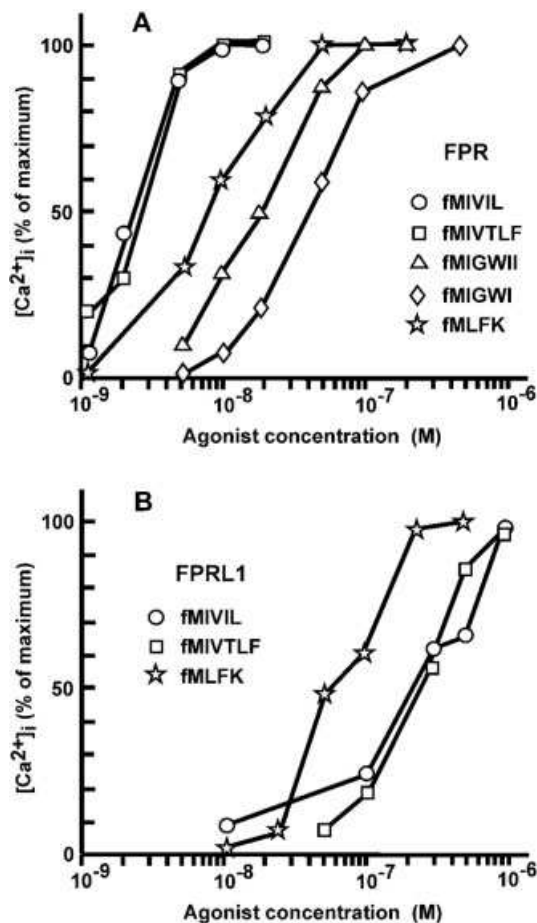 A
100
50
0
[Ca²⁺]ᵢ (% of maximum)
FPR
fMIVIL
fMIVTLF
fMIGWII
fMIGWI
fMLFK
10⁻⁹ 10⁻⁸ 10⁻⁷ 10⁻⁶
Agonist concentration (M)
B
100
50
0
[Ca²⁺]ᵢ (% of maximum)
FPRL1
fMIVIL
fMIVTLF
fMLFK
10⁻⁹ 10⁻⁸ 10⁻⁷ 10⁻⁶
Agonist concentration (M)